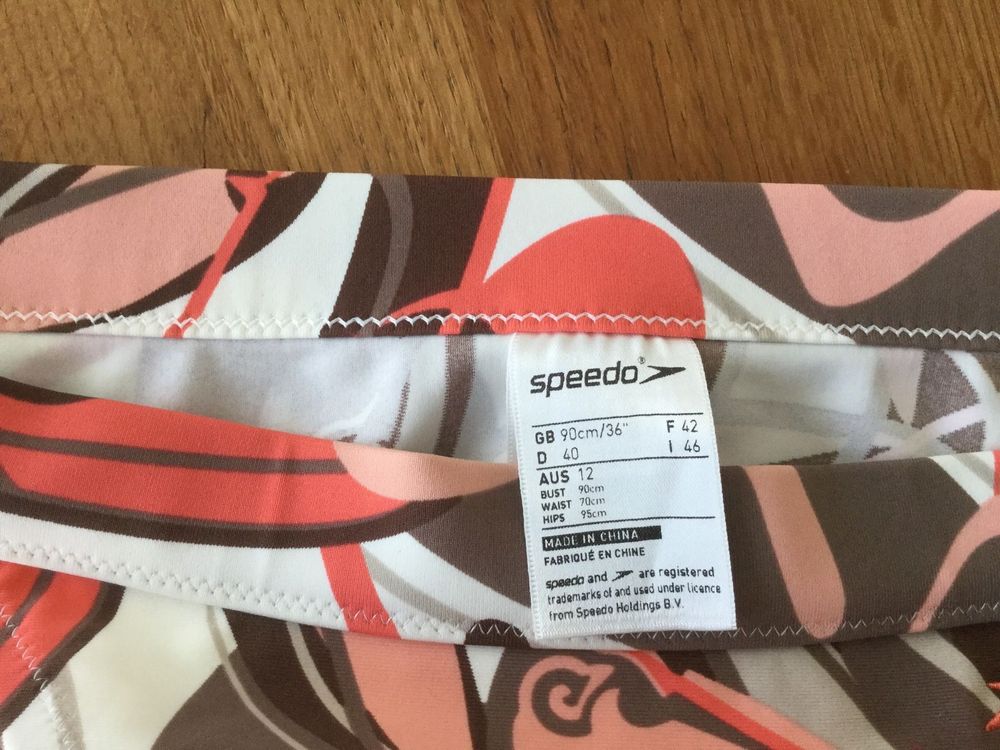 speedo®
GB 90cm/36" F 42
D 40 I 46
AUS 12
BUST 90cm
WAIST 70cm
HIPS 95cm
MADE IN CHINA
FABRIQUÉ EN CHINE
speedo and are registered
trademarks of and used under licence
from Speedo Holdings B.V.